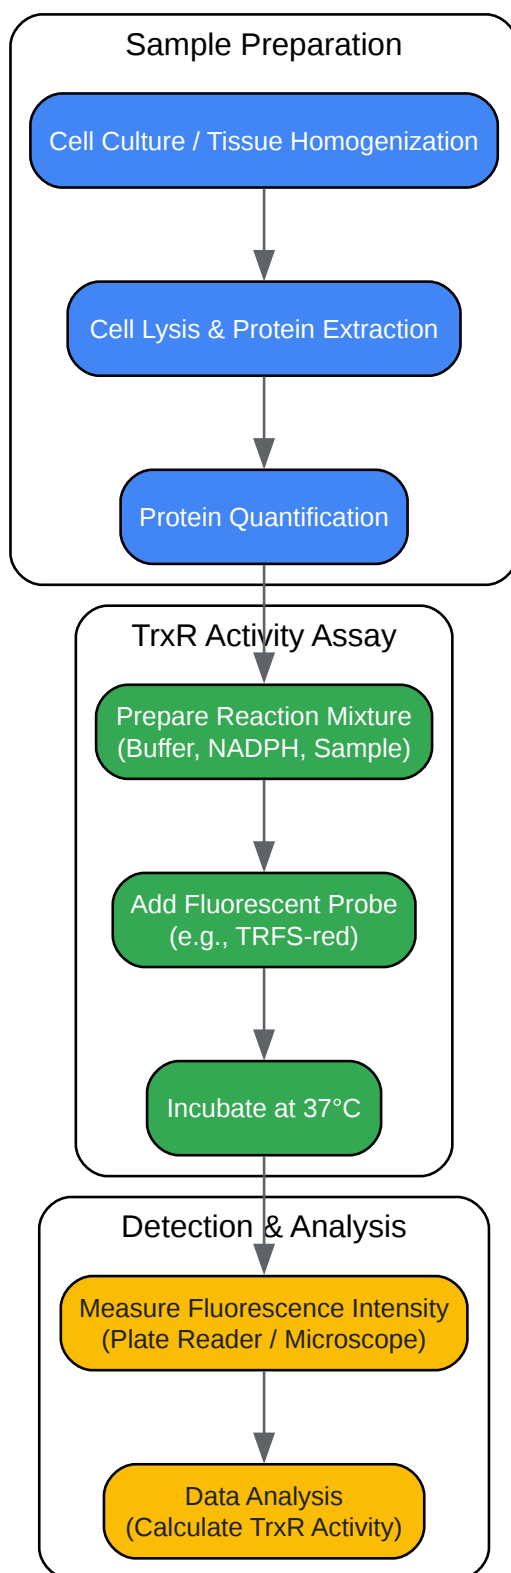 Sample Preparation
Cell Culture / Tissue Homogenization
Cell Lysis & Protein Extraction
Protein Quantification
TrxR Activity Assay
Prepare Reaction Mixture
(Buffer, NADPH, Sample)
Add Fluorescent Probe
(e.g., TRFS-red)
Incubate at 37°C
Detection & Analysis
Measure Fluorescence Intensity
(Plate Reader / Microscope)
Data Analysis
(Calculate TrxR Activity)